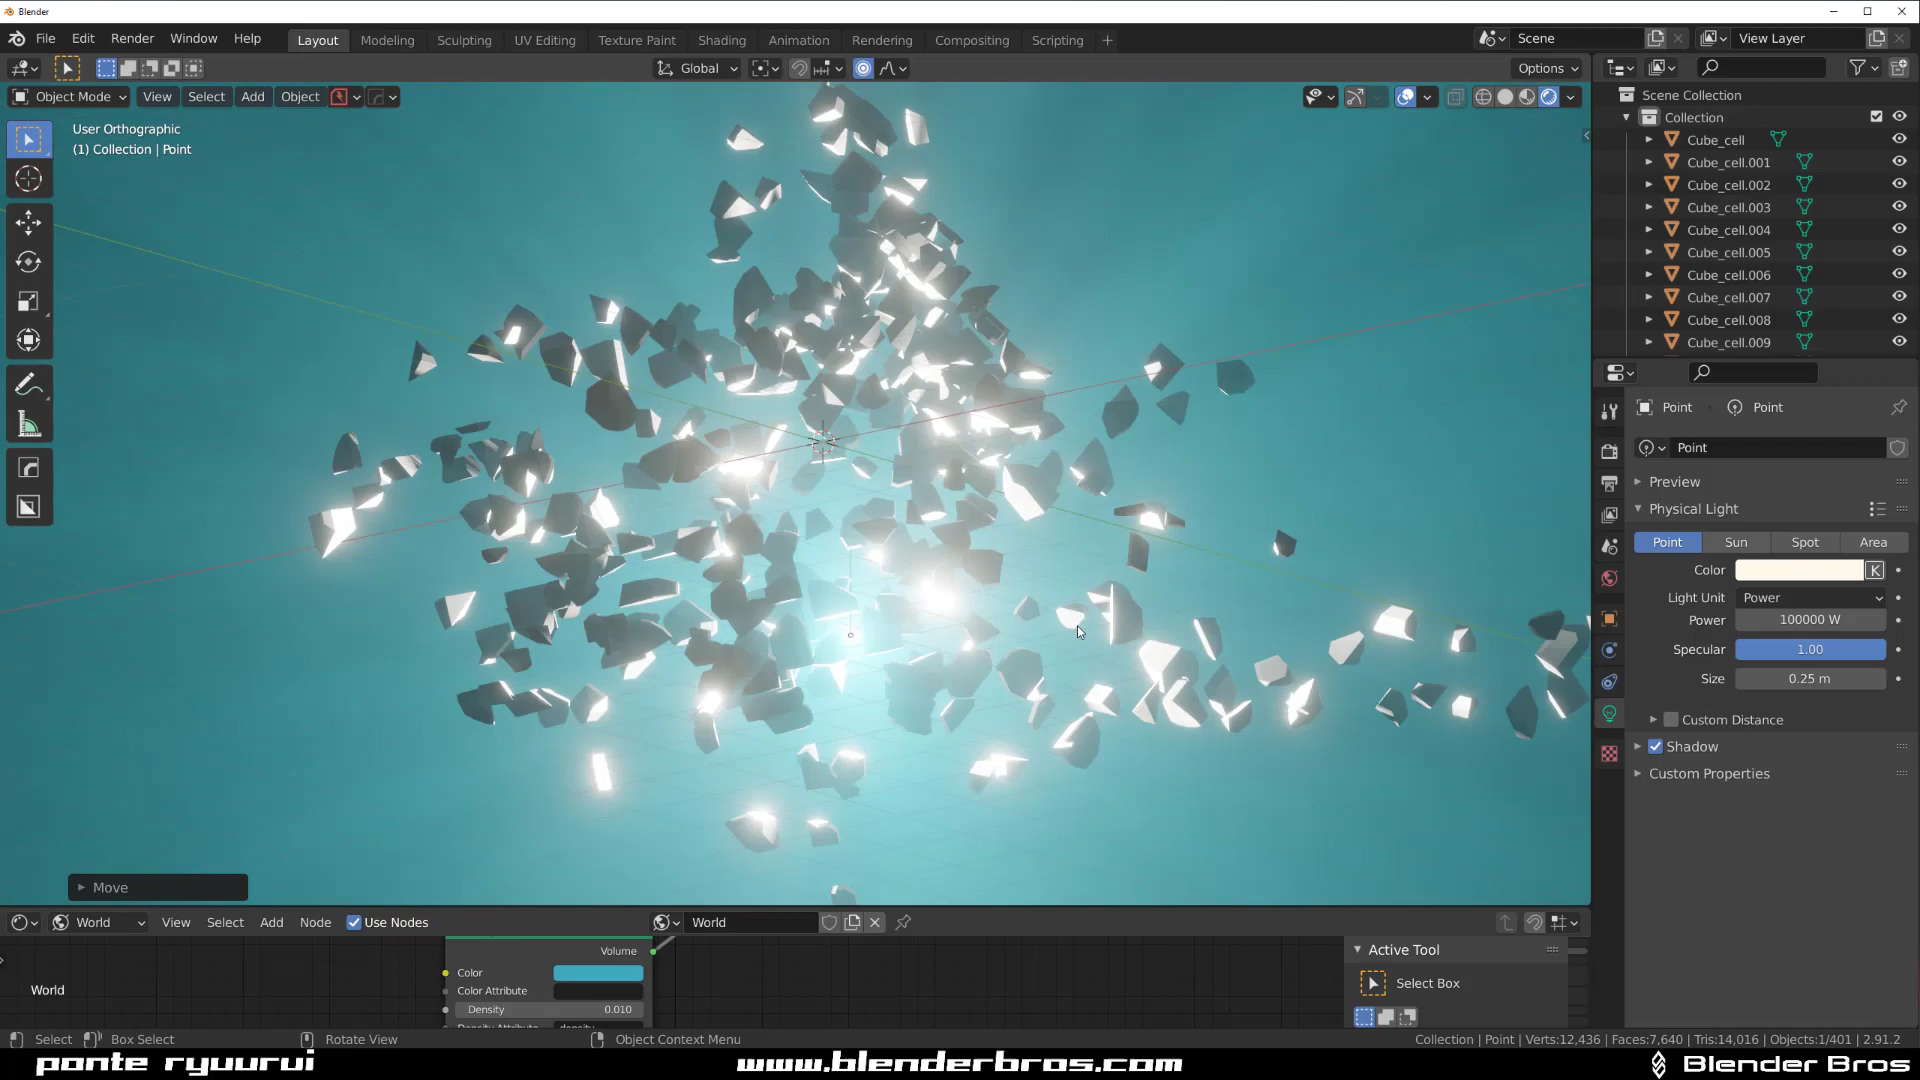 Blender
File Edit Render Window Help
Layout Modeling Sculpting UV Editing Texture Paint Shading Animation Rendering Compositing Scripting +
Scene
View Layer
Global
Options
Object Mode View Select Add Object
User Orthographic
(1) Collection | Point
Scene Collection
Collection
Cube_cell
Cube_cell.001
Cube_cell.002
Cube_cell.003
Cube_cell.004
Cube_cell.005
Cube_cell.006
Cube_cell.007
Cube_cell.008
Cube_cell.009
Point Point
Point
Preview
Physical Light
Point Sun Spot Area
Color K
Light Unit Power
Power 100000 W
Specular 1.00
Size 0.25 m
Custom Distance
Shadow
Custom Properties
Move
World View Select Add Node Use Nodes
World
Volume
Color
Color Attribute
Density 0.010
Density Attribute density
World
Active Tool
Select Box
Select Box Select Rotate View Object Context Menu
Collection | Point | Verts:12,436 | Faces:7,640 | Tris:14,016 | Objects:1/401 | 2.91.2
ponte ryuurui
www.blenderbros.com
Blender Bros